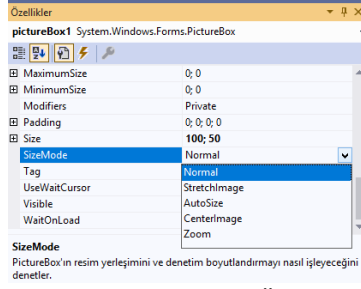 Özellikler
pictureBox1 System.Windows.Forms.PictureBox
MaximumSize 0; 0
MinimumSize 0; 0
Modifiers Private
Padding 0; 0; 0; 0
Size 100; 50
SizeMode Normal
Tag Normal
UseWaitCursor StretchImage
Visible AutoSize
WaitOnLoad CenterImage
Zoom
SizeMode
PictureBox'ın resim yerleşimini ve denetim boyutlandırmayı nasıl işleyeceğini
denetler.